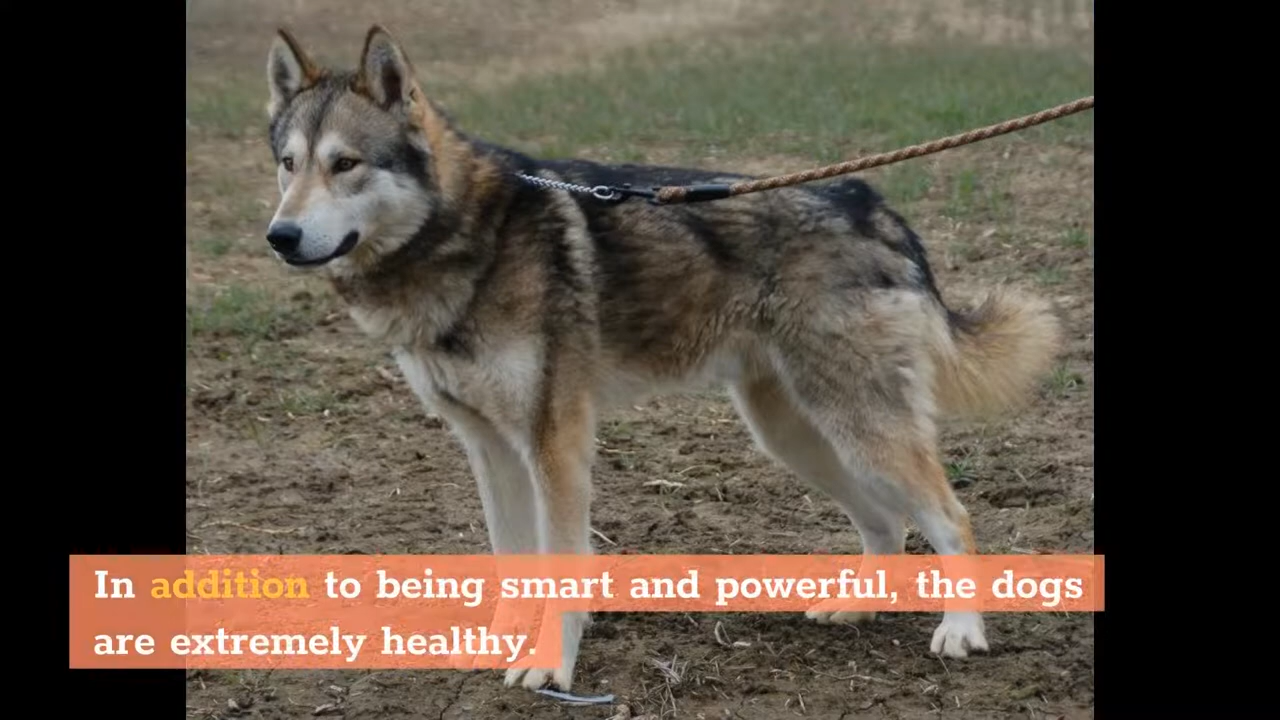 In addition to being smart and powerful, the dogs
are extremely healthy.